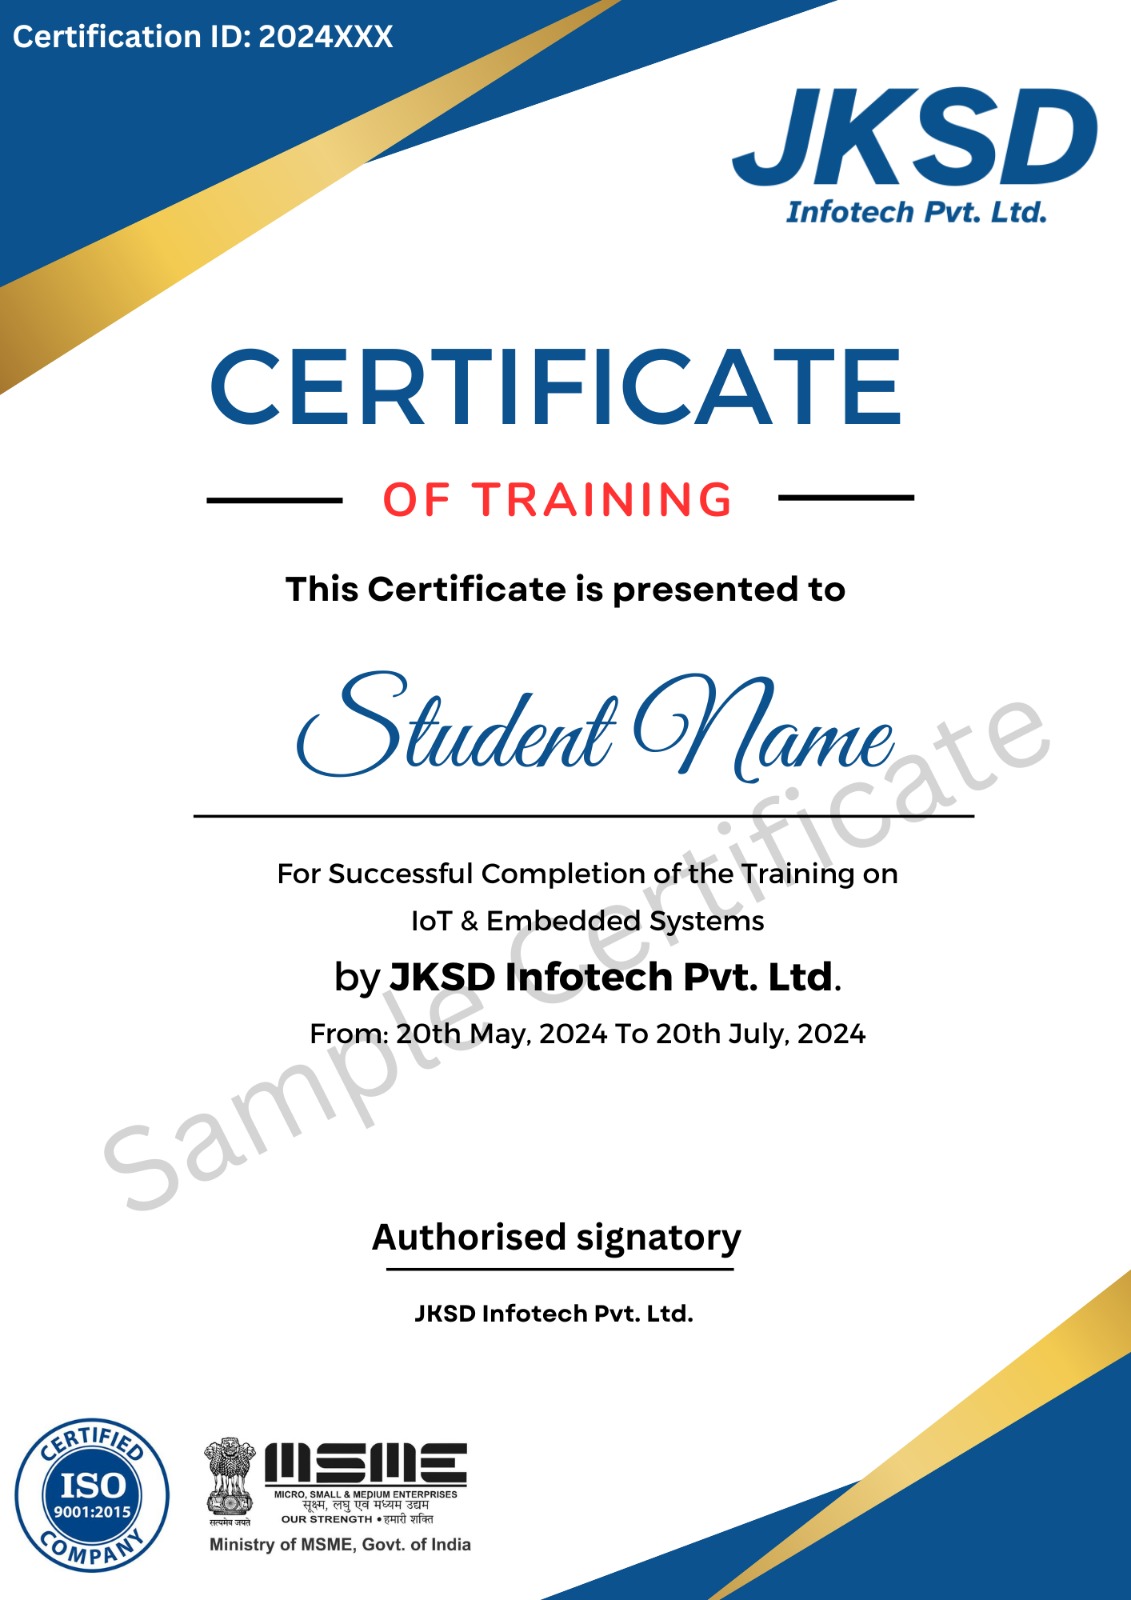 Certification ID: 2024XXX
JKSD
Infotech Pvt. Ltd.
CERTIFICATE
OF TRAINING
This Certificate is presented to
Student Name
For Successful Completion of the Training on
IoT & Embedded Systems
by JKSD Infotech Pvt. Ltd.
From: 20th May, 2024 To 20th July, 2024
Sample Certificate
Authorised signatory
JKSD Infotech Pvt. Ltd.
CERTIFIED
ISO
9001:2015
COMPANY
सत्यमेव जयते
MSME
MICRO, SMALL & MEDIUM ENTERPRISES
सूक्ष्म, लघु एवं मध्यम उद्यम
OUR STRENGTH • हमारी शक्ति
Ministry of MSME, Govt. of India